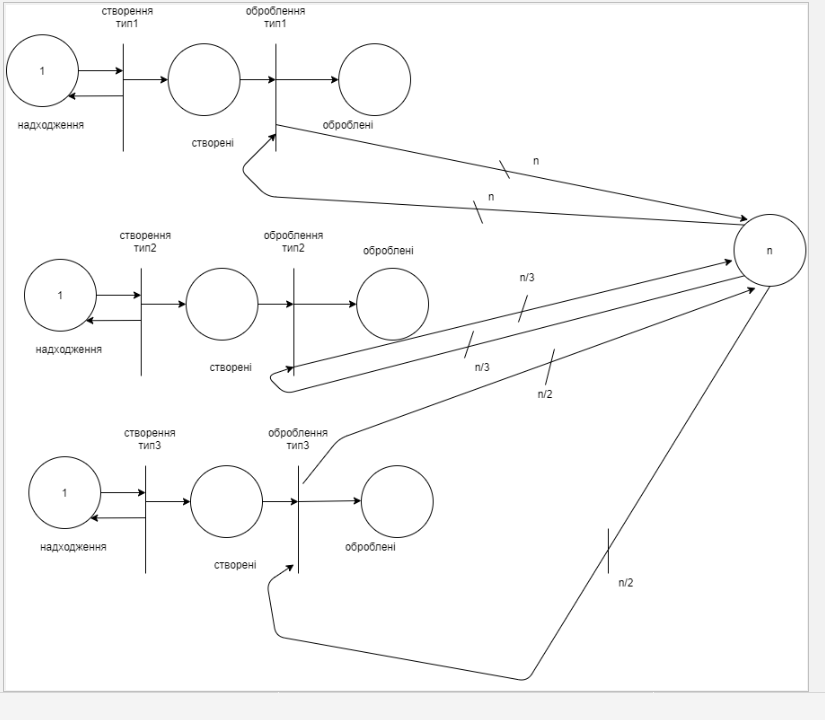 створення
тип1
оброблення
тип1
1
надходження
створені
оброблені
n
n
створення
тип2
оброблення
тип2
оброблені
n
1
n/3
надходження
створені
n/3
n/2
створення
тип3
оброблення
тип3
1
надходження
створені
оброблені
n/2